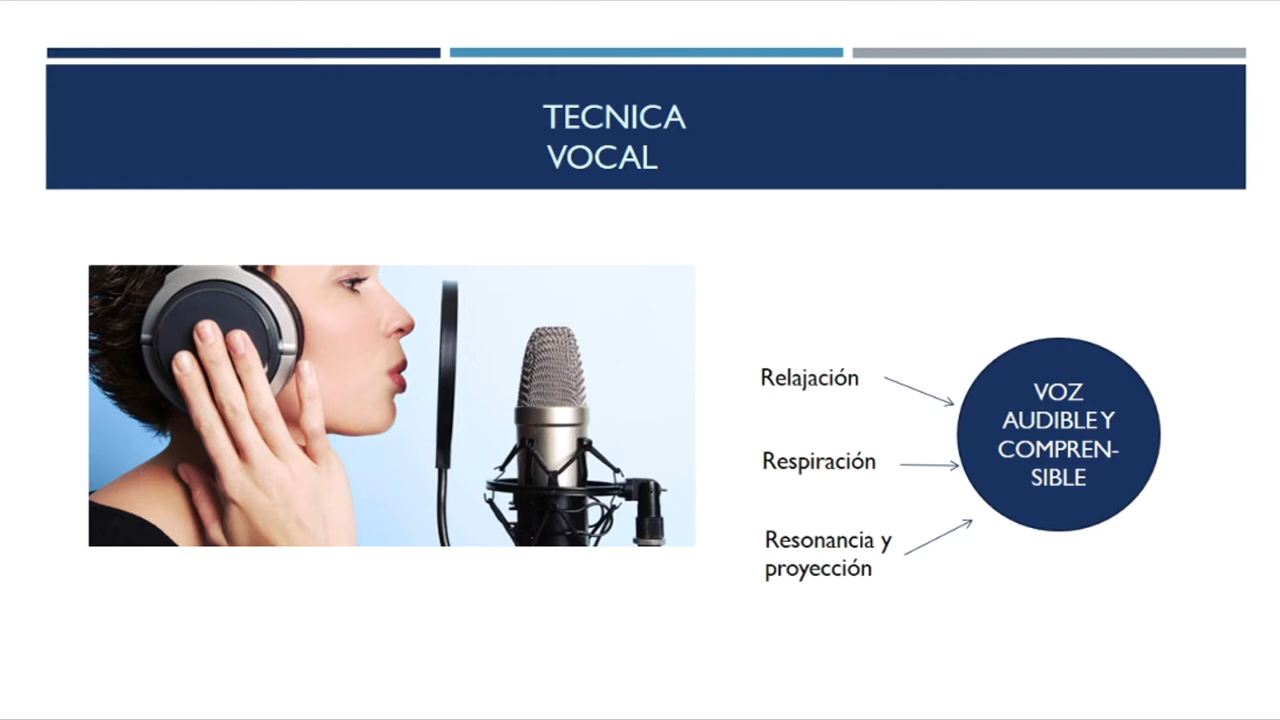 TECNICA
VOCAL
Relajación
Respiración
Resonancia y
proyección
VOZ
AUDIBLE Y
COMPREN-
SIBLE